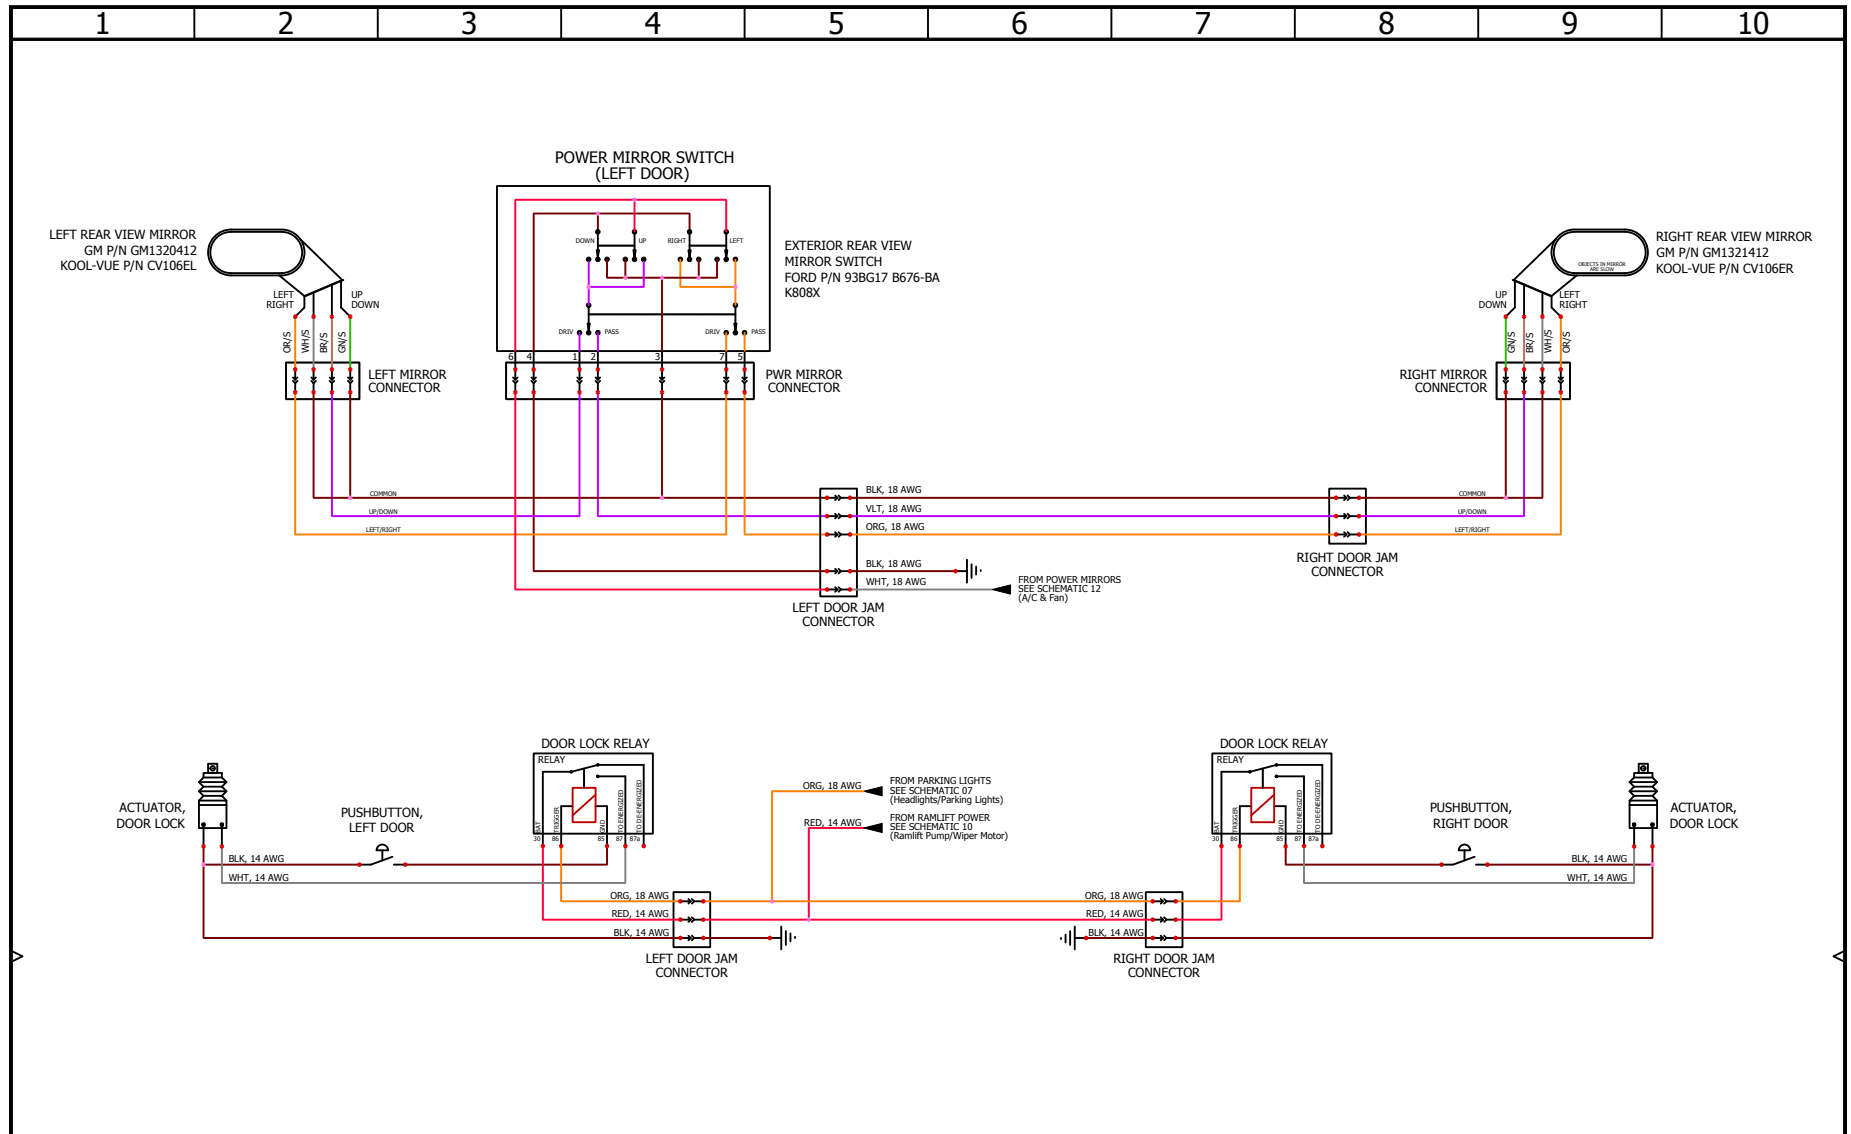 1 2 3 4 5 6 7 8 9 10
POWER MIRROR SWITCH
(LEFT DOOR)
LEFT REAR VIEW MIRROR
GM P/N GM1320412
KOOL-VUE P/N CV106EL
LEFT
RIGHT
UP
DOWN
OR/S
WH/S
BR/S
GN/S
LEFT MIRROR
CONNECTOR
DOWN
UP
RIGHT
LEFT
DRIV
PASS
DRIV
PASS
6 4 1 2 3 7 5
EXTERIOR REAR VIEW
MIRROR SWITCH
FORD P/N 93BG17 B676-BA
K808X
PWR MIRROR
CONNECTOR
OBJECTS IN MIRROR
ARE SLOW
RIGHT REAR VIEW MIRROR
GM P/N GM1321412
KOOL-VUE P/N CV106ER
UP
DOWN
LEFT
RIGHT
GN/S
BR/S
WH/S
OR/S
RIGHT MIRROR
CONNECTOR
COMMON
UP/DOWN
LEFT/RIGHT
BLK, 18 AWG
VLT, 18 AWG
ORG, 18 AWG
BLK, 18 AWG
WHT, 18 AWG
FROM POWER MIRRORS
SEE SCHEMATIC 12
(A/C & Fan)
LEFT DOOR JAM
CONNECTOR
COMMON
UP/DOWN
LEFT/RIGHT
RIGHT DOOR JAM
CONNECTOR
ACTUATOR,
DOOR LOCK
PUSHBUTTON,
LEFT DOOR
BLK, 14 AWG
WHT, 14 AWG
DOOR LOCK RELAY
RELAY
BAT
TRIGGER
GND
TO ENERGIZED
TO DE-ENERGIZED
30 86 85 87 87a
ORG, 18 AWG
FROM PARKING LIGHTS
SEE SCHEMATIC 07
(Headlights/Parking Lights)
RED, 14 AWG
FROM RAMLIFT POWER
SEE SCHEMATIC 10
(Ramlift Pump/Wiper Motor)
ORG, 18 AWG
RED, 14 AWG
BLK, 14 AWG
LEFT DOOR JAM
CONNECTOR
DOOR LOCK RELAY
RELAY
BAT
TRIGGER
GND
TO ENERGIZED
TO DE-ENERGIZED
30 86 85 87 87a
ORG, 18 AWG
RED, 14 AWG
BLK, 14 AWG
RIGHT DOOR JAM
CONNECTOR
PUSHBUTTON,
RIGHT DOOR
ACTUATOR,
DOOR LOCK
BLK, 14 AWG
WHT, 14 AWG